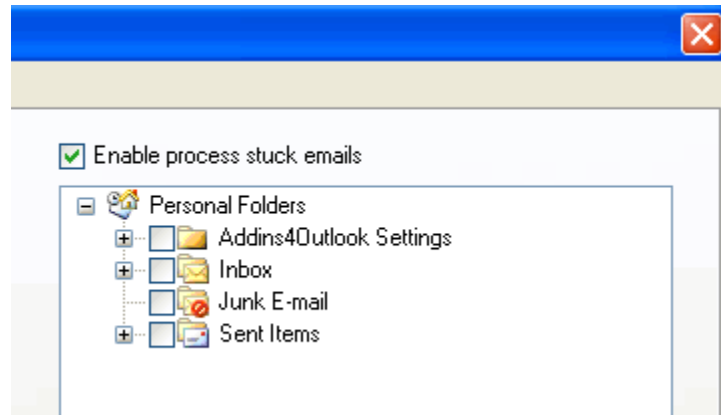 Enable process stuck emails
Personal Folders
Addins4Outlook Settings
Inbox
Junk E-mail
Sent Items